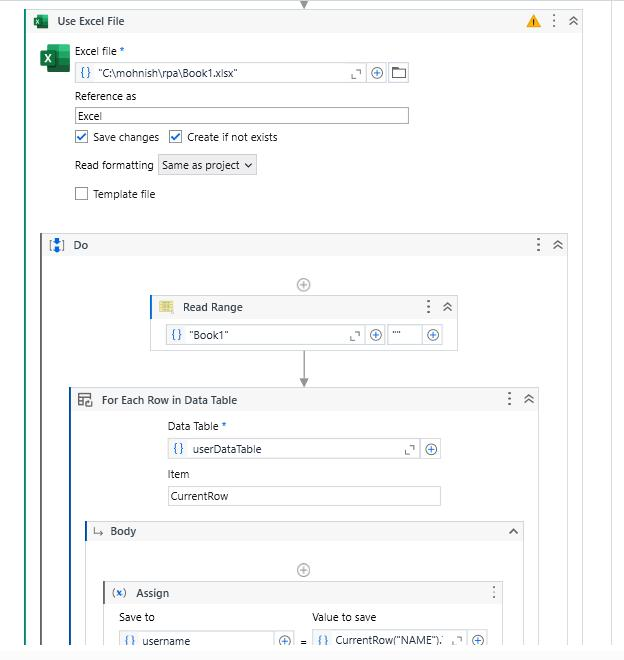 Use Excel File
Excel file *
"C:\mohnish\rpa\Book1.xlsx"
Reference as
Excel
Save changes Create if not exists
Read formatting Same as project
Template file
Do
Read Range
"Book1" ""
For Each Row in Data Table
Data Table *
userDataTable
Item
CurrentRow
Body
(x) Assign
Save to Value to save
username = CurrentRow("NAME").